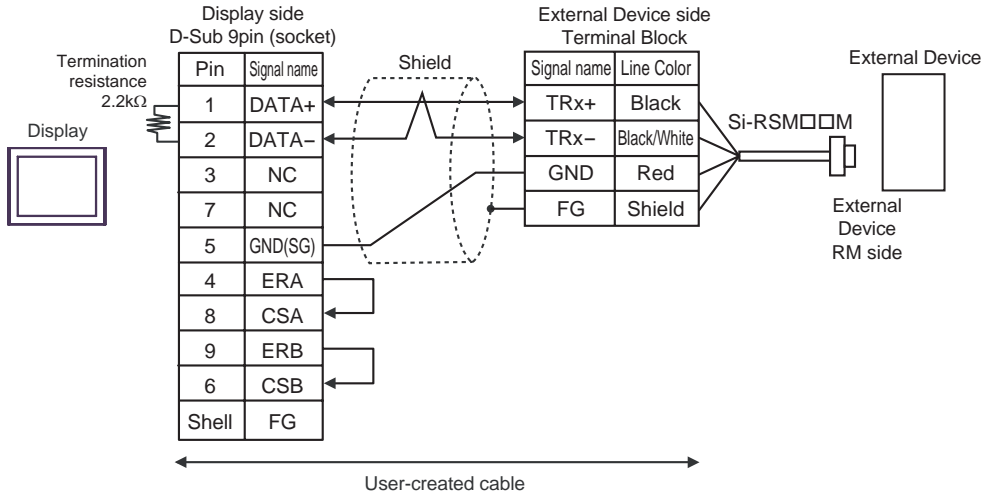 Display side
D-Sub 9pin (socket)
External Device side
Terminal Block
Termination
resistance
2.2kΩ
Shield
External Device
Display
Pin Signal name
1 DATA+
2 DATA−
3 NC
7 NC
5 GND(SG)
4 ERA
8 CSA
9 ERB
6 CSB
Shell FG
Signal name Line Color
TRx+ Black
TRx− Black/White
GND Red
FG Shield
Si-RSM□□M
External
Device
RM side
User-created cable